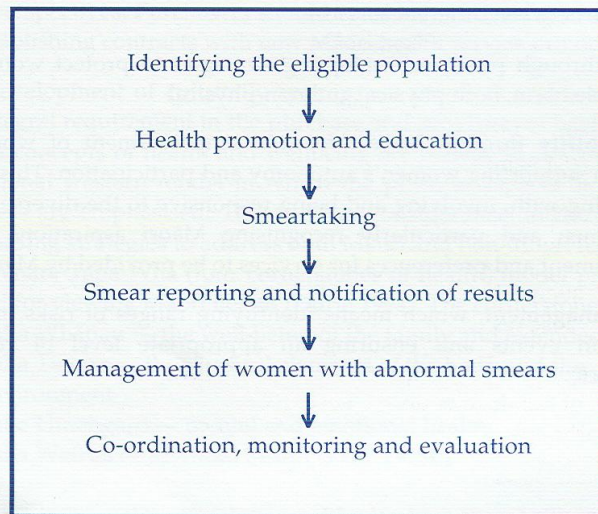 Identifying the eligible population
Health promotion and education
Smeartaking
Smear reporting and notification of results
Management of women with abnormal smears
Co-ordination, monitoring and evaluation